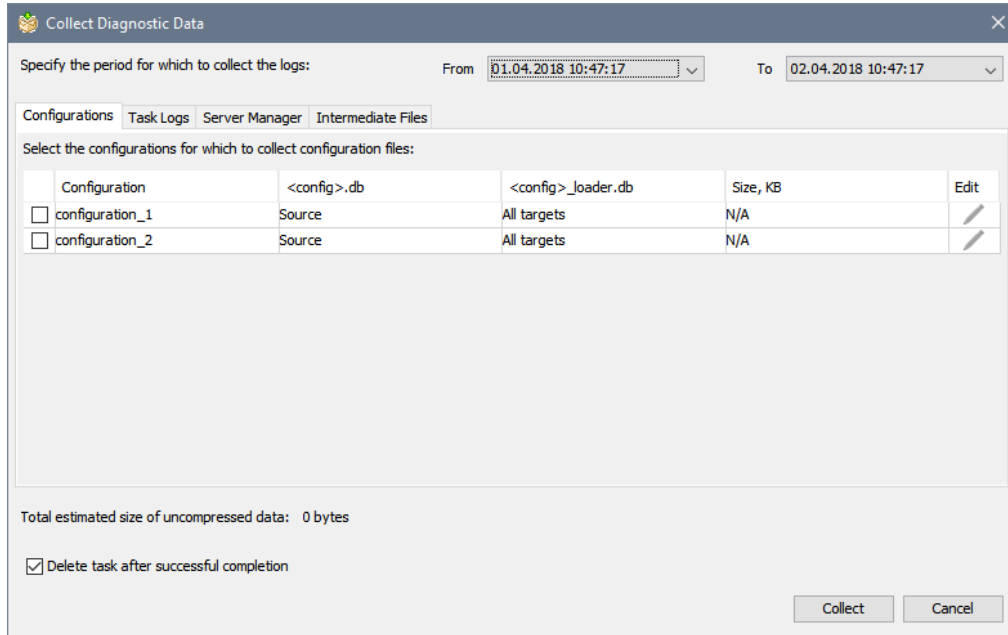 Collect Diagnostic Data
Specify the period for which to collect the logs: From 01.04.2018 10:47:17 To 02.04.2018 10:47:17
Configurations Task Logs Server Manager Intermediate Files
Select the configurations for which to collect configuration files:
Configuration <config>.db <config>_loader.db Size, KB Edit
configuration_1 Source All targets N/A
configuration_2 Source All targets N/A
Total estimated size of uncompressed data: 0 bytes
Delete task after successful completion
Collect Cancel